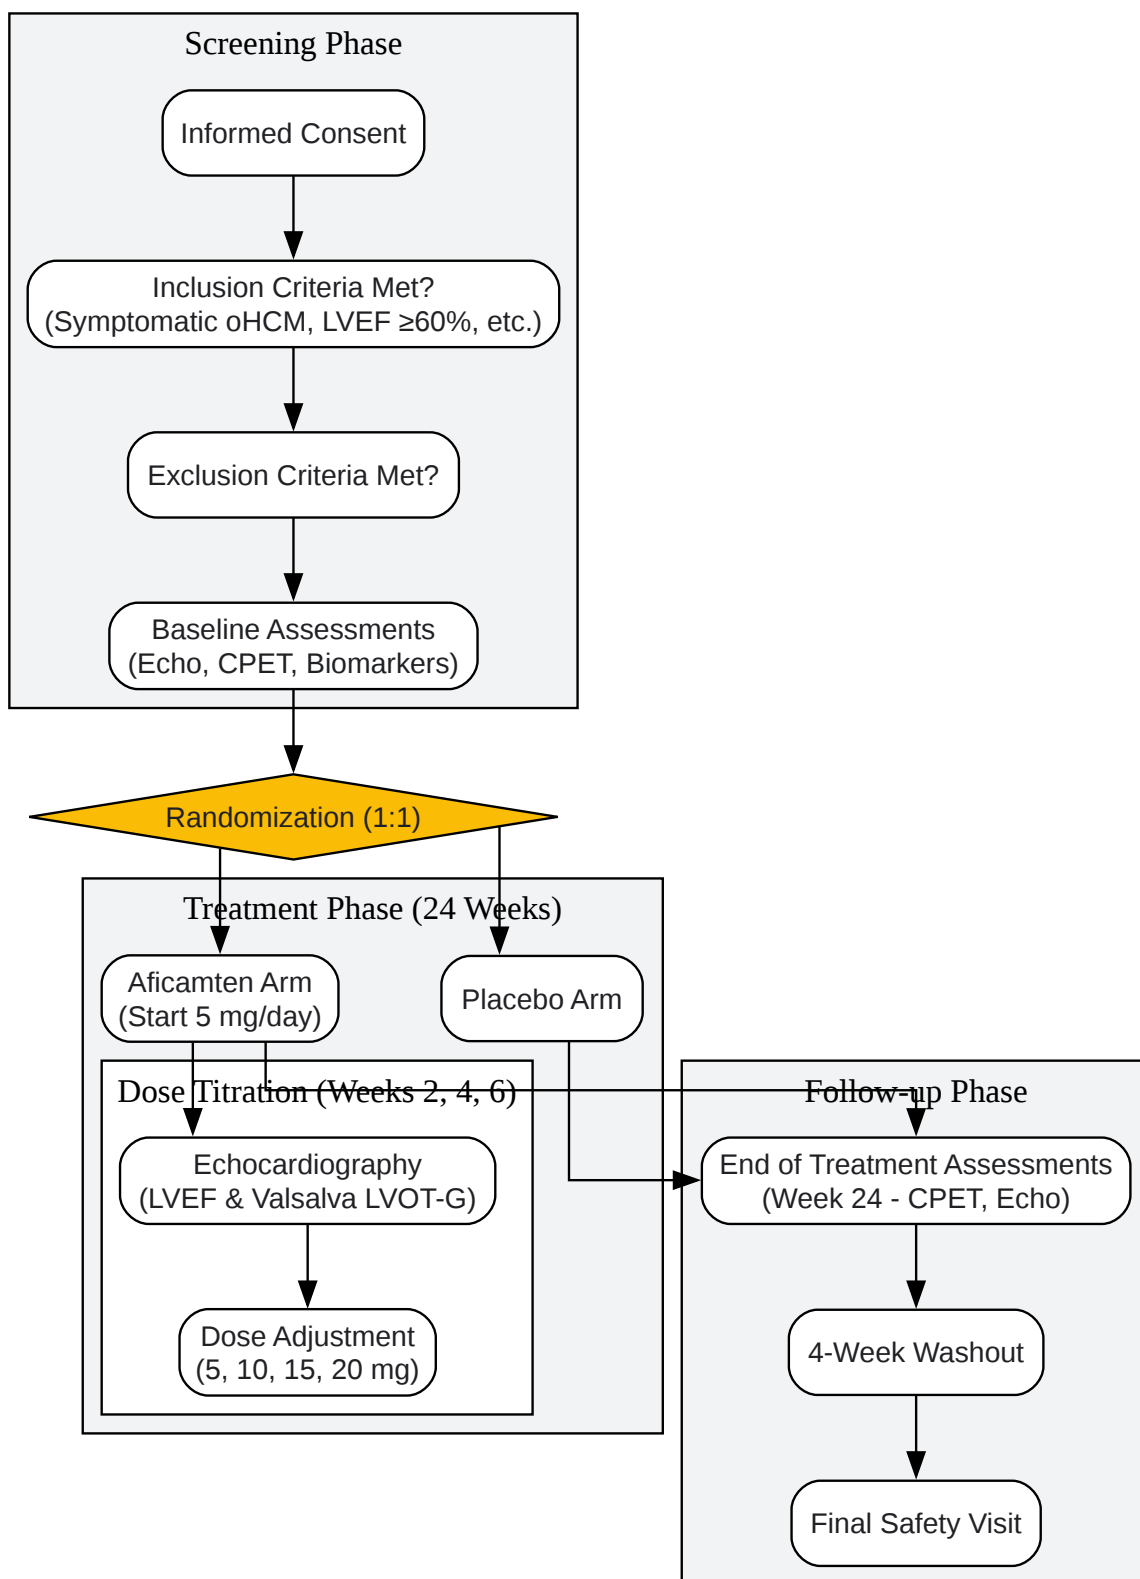 Screening Phase
Informed Consent
Inclusion Criteria Met?
(Symptomatic oHCM, LVEF ≥60%, etc.)
Exclusion Criteria Met?
Baseline Assessments
(Echo, CPET, Biomarkers)
Randomization (1:1)
Treatment Phase (24 Weeks)
Aficamten Arm
(Start 5 mg/day)
Placebo Arm
Dose Titration (Weeks 2, 4, 6)
Echocardiography
(LVEF & Valsalva LVOT-G)
Dose Adjustment
(5, 10, 15, 20 mg)
Follow-up Phase
End of Treatment Assessments
(Week 24 - CPET, Echo)
4-Week Washout
Final Safety Visit